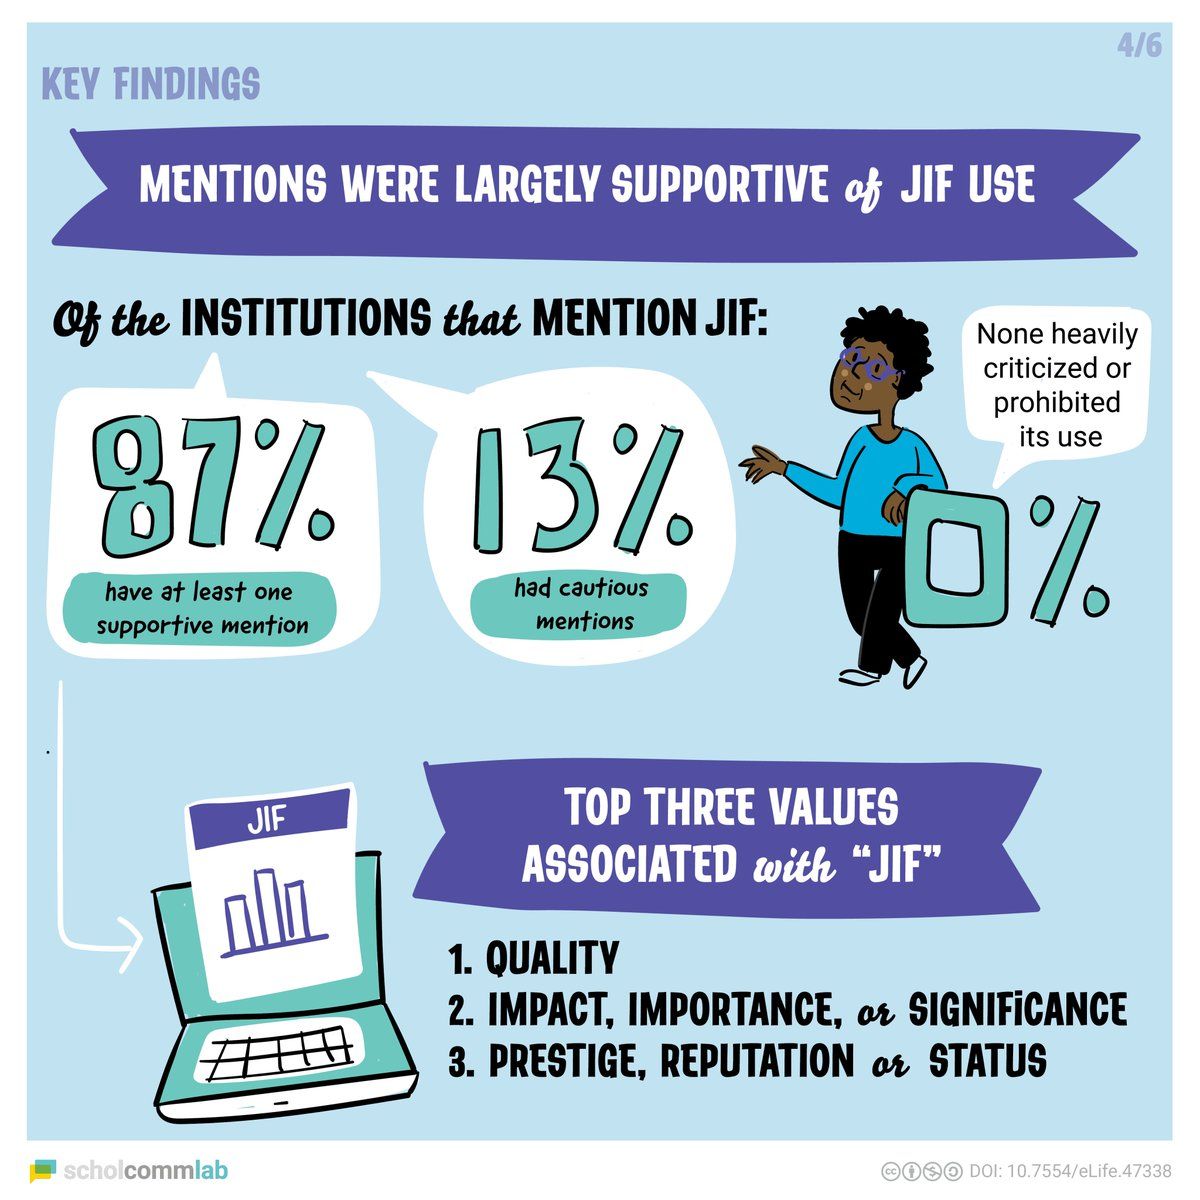 4/6
KEY FINDINGS
MENTIONS WERE LARGELY SUPPORTIVE of JIF USE
Of the INSTITUTIONS that MENTION JIF:
87%
have at least one
supportive mention
13%
had cautious
mentions
None heavily
criticized or
prohibited
its use
0%
JIF
TOP THREE VALUES
ASSOCIATED with “JIF”
1. QUALITY
2. IMPACT, IMPORTANCE, or SIGNIFiCANCE
3. PRESTIGE, REPUTATION or STATUS
scholcommlab
cc DOI: 10.7554/eLife.47338